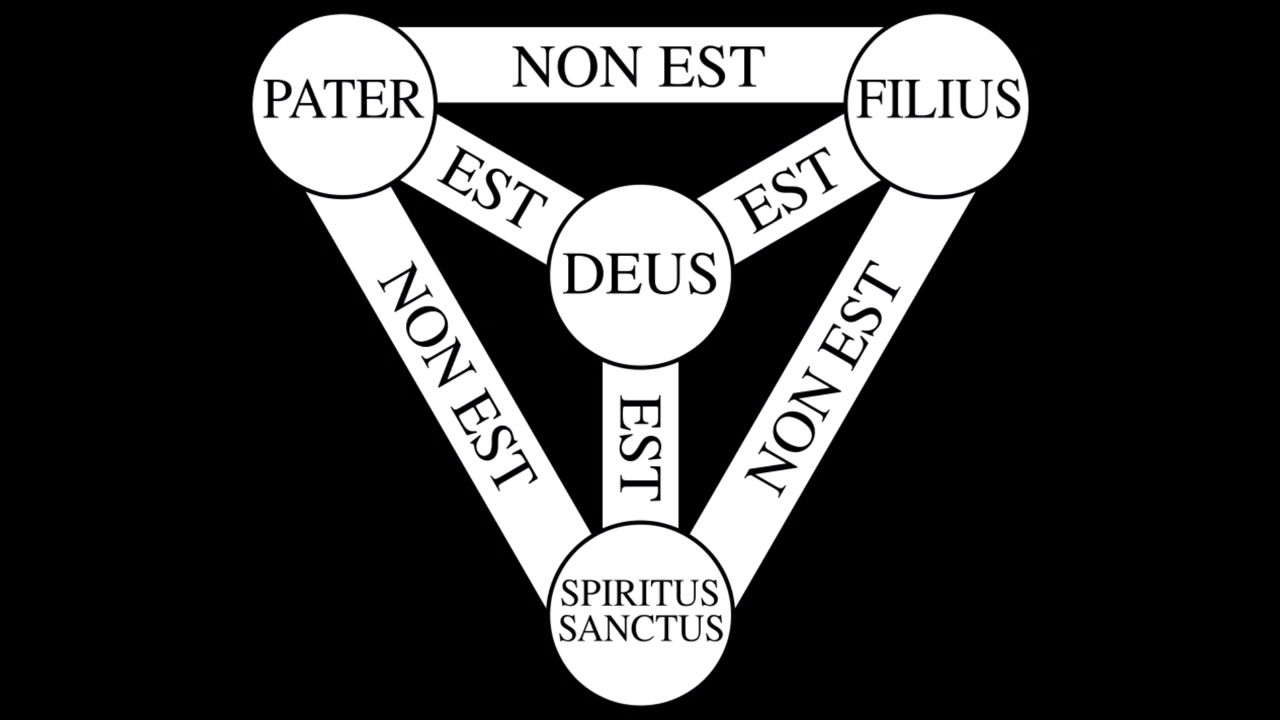 PATER
NON EST
FILIUS
EST
EST
DEUS
NON EST
NON EST
EST
SPIRITUS
SANCTUS